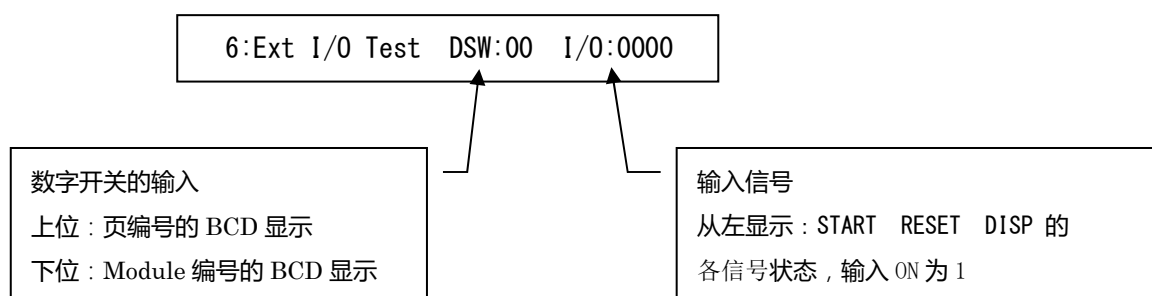 6:Ext I/O Test DSW:00 I/O:0000
数字开关的输入
上位：页编号的 BCD 显示
下位：Module 编号的 BCD 显示
输入信号
从左显示：START RESET DISP 的
各信号状态，输入 ON 为 1